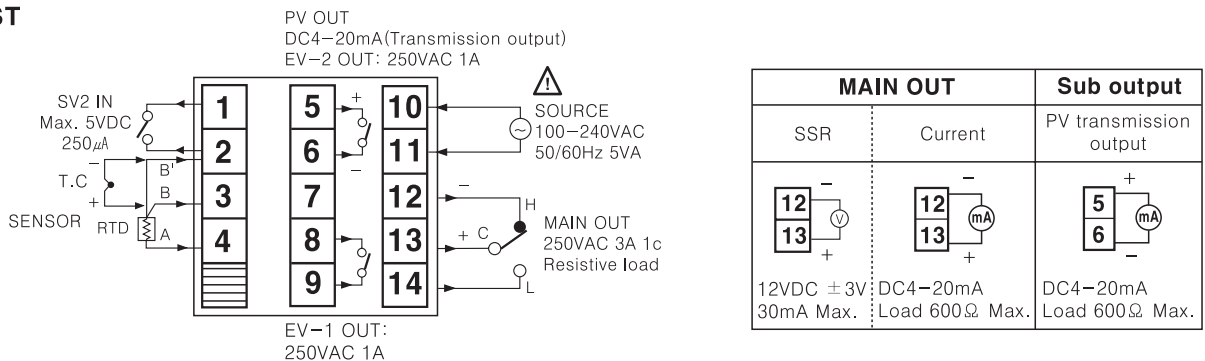 ST
PV OUT
DC4-20mA(Transmission output)
EV-2 OUT: 250VAC 1A
SV2 IN
Max. 5VDC
250µA
1
2
3
4
5
6
7
8
9
10
11
12
13
14
+
−
SOURCE
100-240VAC
50/60Hz 5VA
−
T.C
+
B'
B
A
SENSOR RTD
−
H
+ C
L
MAIN OUT
250VAC 3A 1c
Resistive load
EV-1 OUT:
250VAC 1A
MAIN OUT
Sub output
SSR
Current
PV transmission
output
−
12
13
V
+
12VDC ±3V
30mA Max.
−
12
13
mA
+
DC4-20mA
Load 600Ω Max.
+
5
6
mA
−
DC4-20mA
Load 600Ω Max.